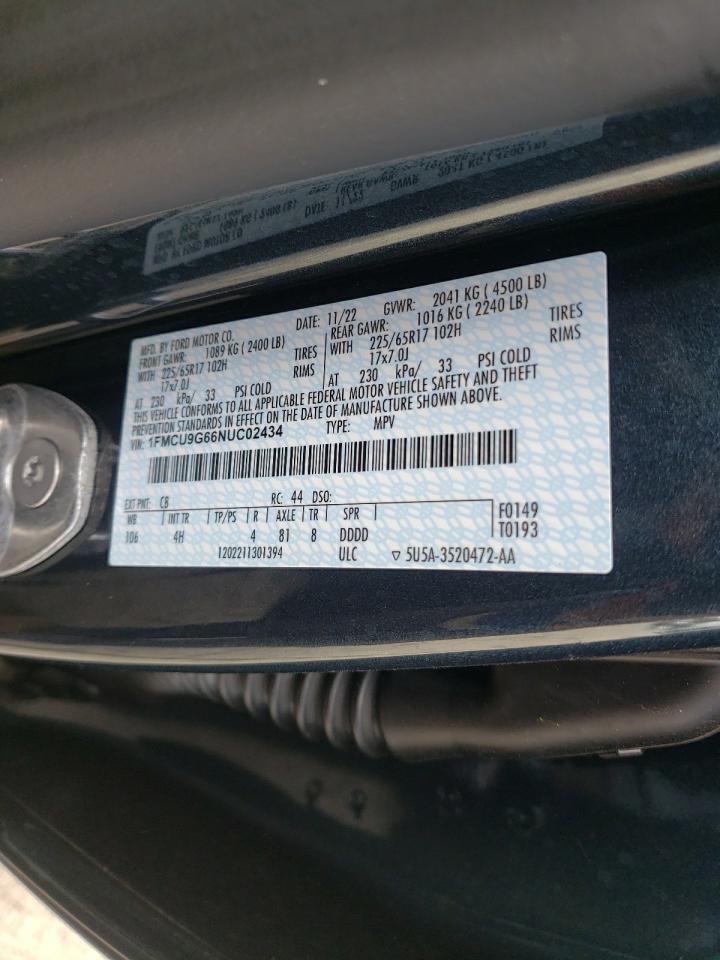 MFD. BY FORD MOTOR CO.
DATE: 11/22 GVWR: 2041 KG ( 4500 LB)
FRONT GAWR: 1089 KG ( 2400 LB) REAR GAWR: 1016 KG ( 2240 LB)
WITH 225/65R17 102H TIRES WITH 225/65R17 102H TIRES
17x7.0J RIMS 17x7.0J RIMS
AT 230 kPa/ 33 PSI COLD AT 230 kPa/ 33 PSI COLD
THIS VEHICLE CONFORMS TO ALL APPLICABLE FEDERAL MOTOR VEHICLE SAFETY AND THEFT
PREVENTION STANDARDS IN EFFECT ON THE DATE OF MANUFACTURE SHOWN ABOVE.
VIN: 1FMCU9G66NUC02434 TYPE: MPV
EXT PNT: CB RC: 44 DSO:
WB INT TR TP/PS R AXLE TR SPR F0149
106 4H 4 81 8 DDDD T0193
1202211301394 ULC ▽ 5U5A-3520472-AA